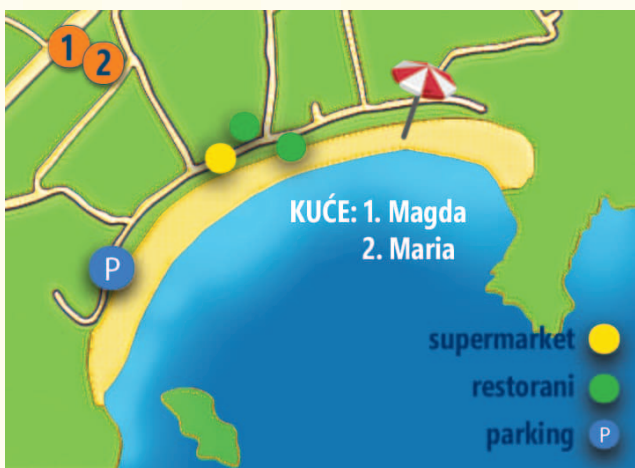 1
2
P
KUĆE: 1. Magda
2. Maria
supermarket
restorani
parking P